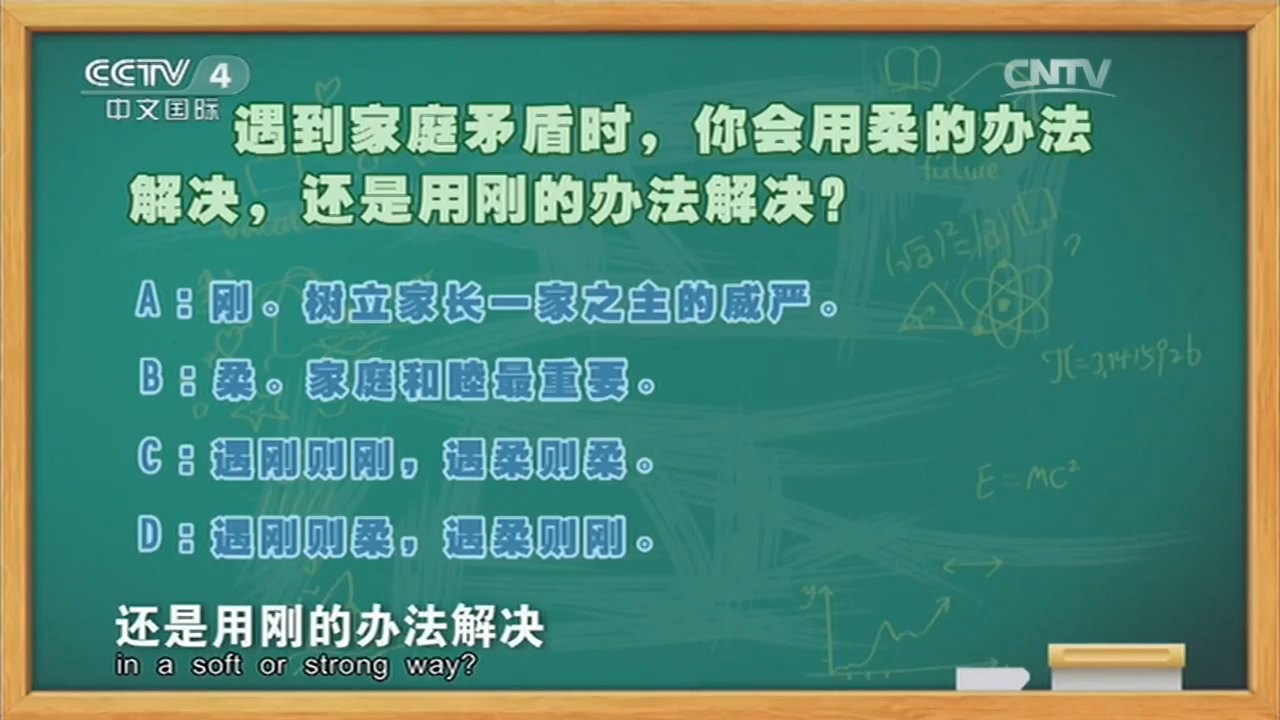 CCTV 4
中文国际
CNTV
遇到家庭矛盾时，你会用柔的办法
解决，还是用刚的办法解决？
future
A：刚。树立家长一家之主的威严。
π=3.1415926
B：柔。家庭和睦最重要。
C：遇刚则刚，遇柔则柔。
E=MC²
D：遇刚则柔，遇柔则刚。
y
还是用刚的办法解决
in a soft or strong way?